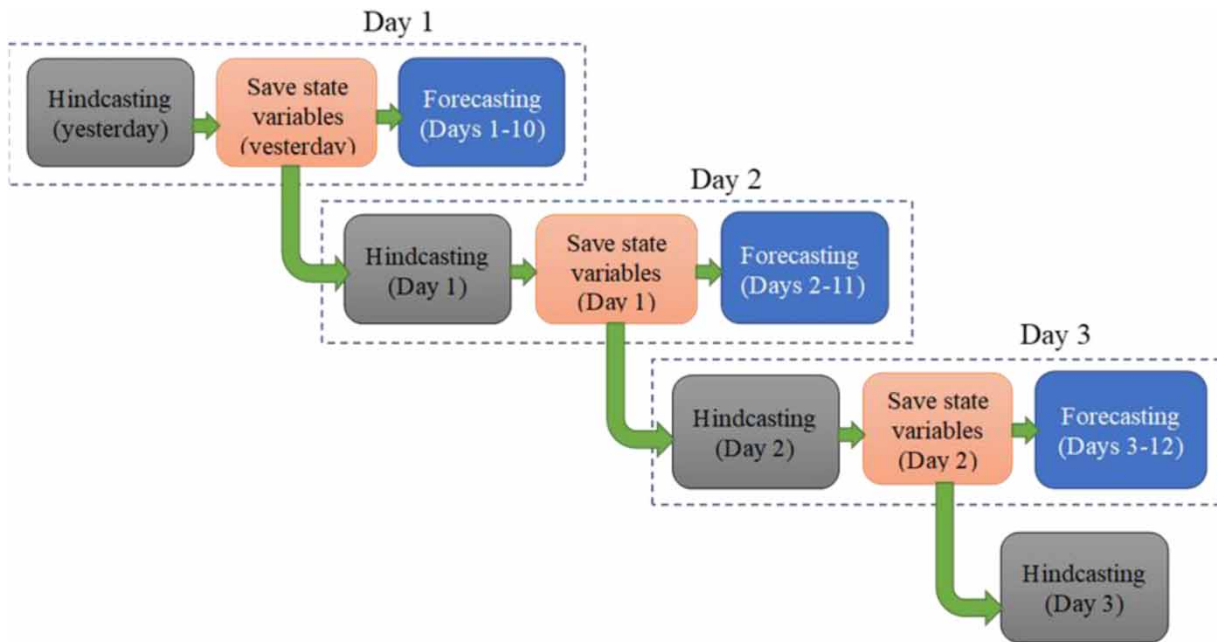 Day 1
Hindcasting
(yesterday)
Save state
variables
(yesterday)
Forecasting
(Days 1-10)
Day 2
Hindcasting
(Day 1)
Save state
variables
(Day 1)
Forecasting
(Days 2-11)
Day 3
Hindcasting
(Day 2)
Save state
variables
(Day 2)
Forecasting
(Days 3-12)
Hindcasting
(Day 3)